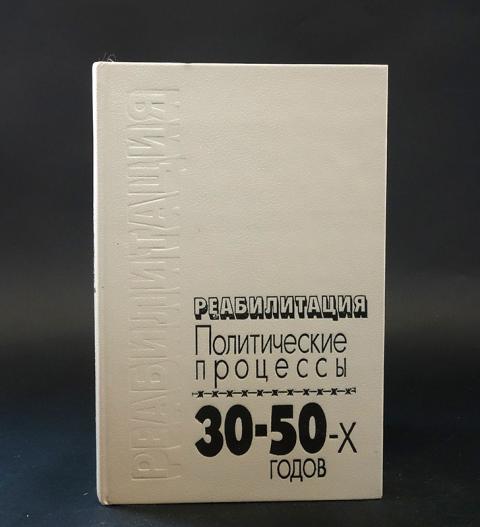 РЕАБИЛИТАЦИЯ
РЕАБИЛИТАЦИЯ
Политические
процессы
30-50-х
годов